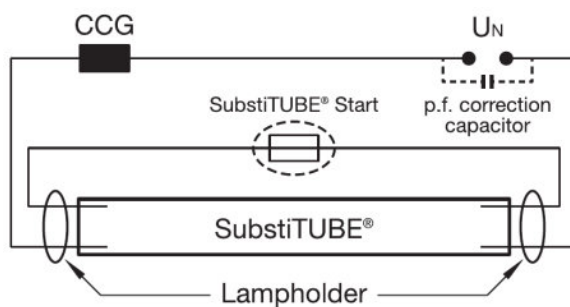 CCG
UN
SubstiTUBE® Start
p.f. correction
capacitor
SubstiTUBE®
Lampholder